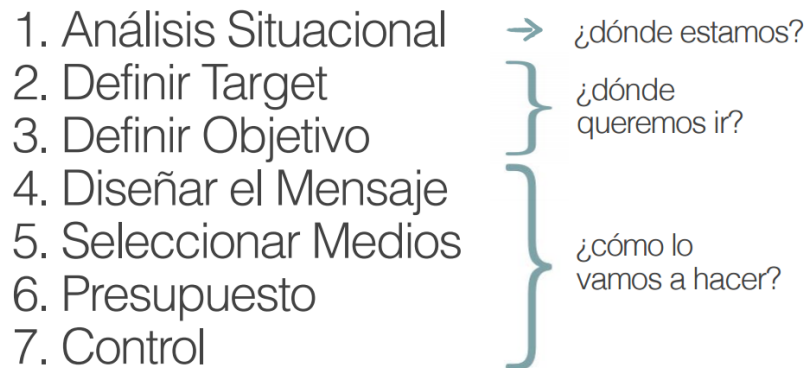 1. Análisis Situacional
2. Definir Target
3. Definir Objetivo
4. Diseñar el Mensaje
5. Seleccionar Medios
6. Presupuesto
7. Control
¿dónde estamos?
¿dónde
queremos ir?
¿cómo lo
vamos a hacer?